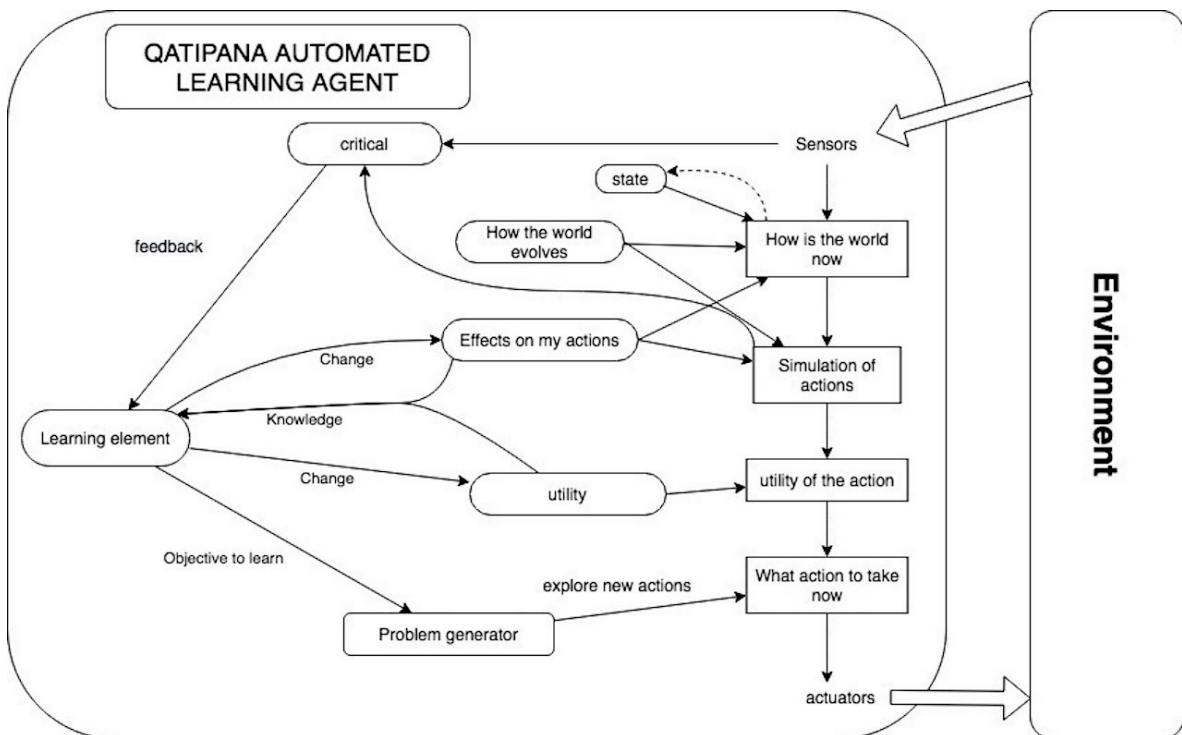 QATIPANA AUTOMATED
LEARNING AGENT
critical
Sensors
state
How the world
evolves
How is the world
now
feedback
Effects on my actions
Change
Simulation of
actions
Knowledge
Learning element
Change
utility
utility of the action
Objective to learn
explore new actions
What action to take
now
Problem generator
actuators
Environment